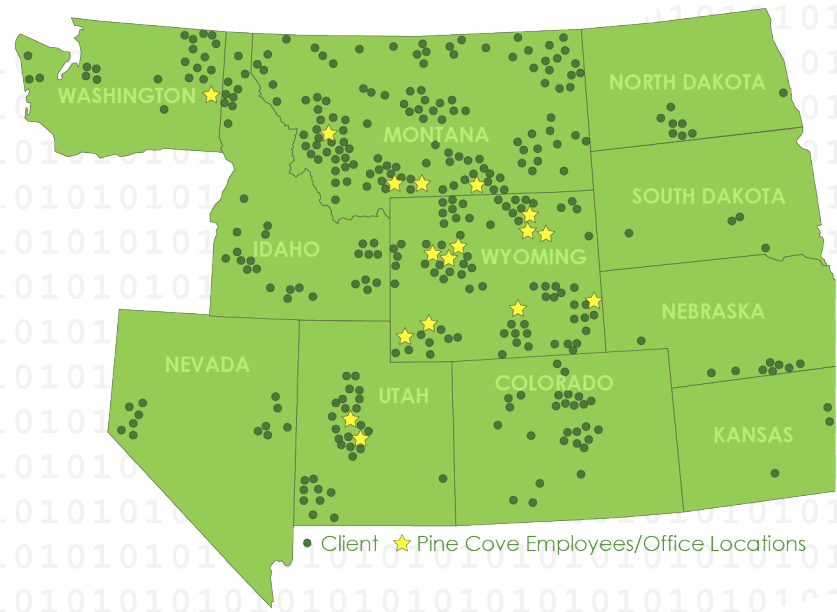 NORTH DAKOTA
WASHINGTON
MONTANA
SOUTH DAKOTA
IDAHO
WYOMING
NEBRASKA
NEVADA
COLORADO
UTAH
KANSAS
Client
Pine Cove Employees/Office Locations